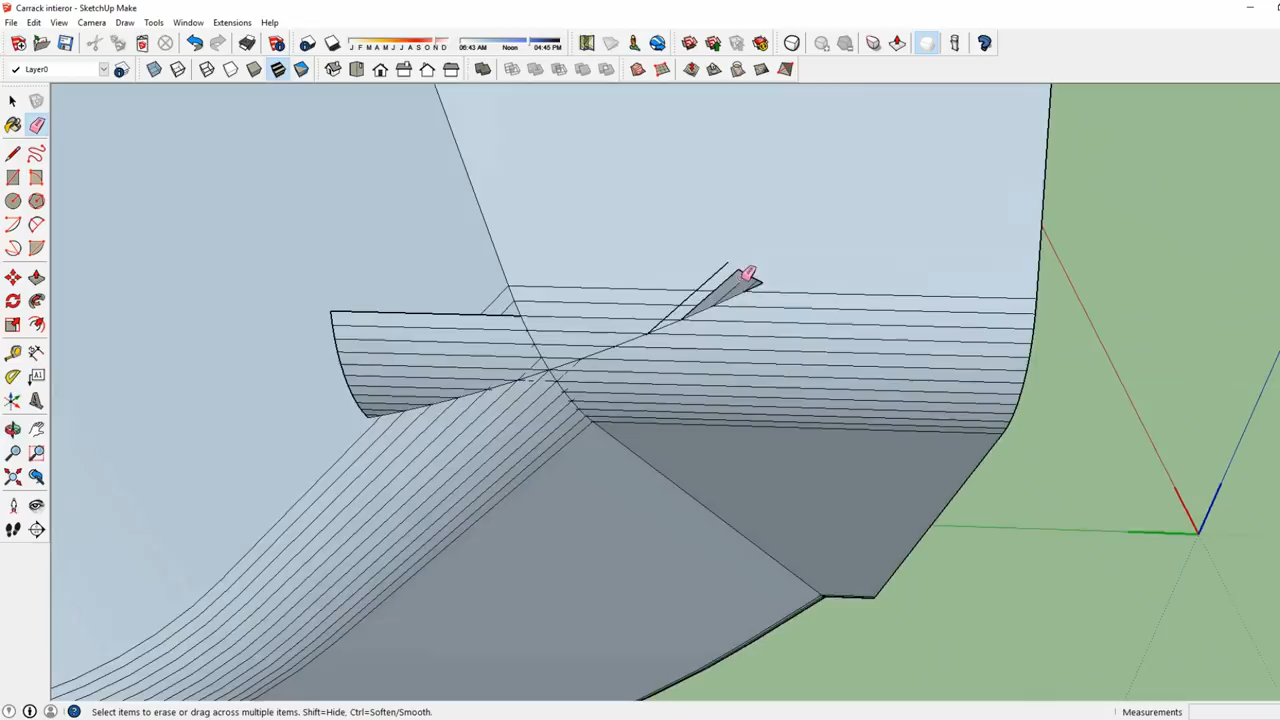 Carrack intieror - SketchUp Make
File Edit View Camera Draw Tools Window Extensions Help
J F M A M J J A S O N D 06:43 AM Noon 04:45 PM
Layer0
A1
Select items to erase or drag across multiple items. Shift=Hide, Ctrl=Soften/Smooth. Measurements